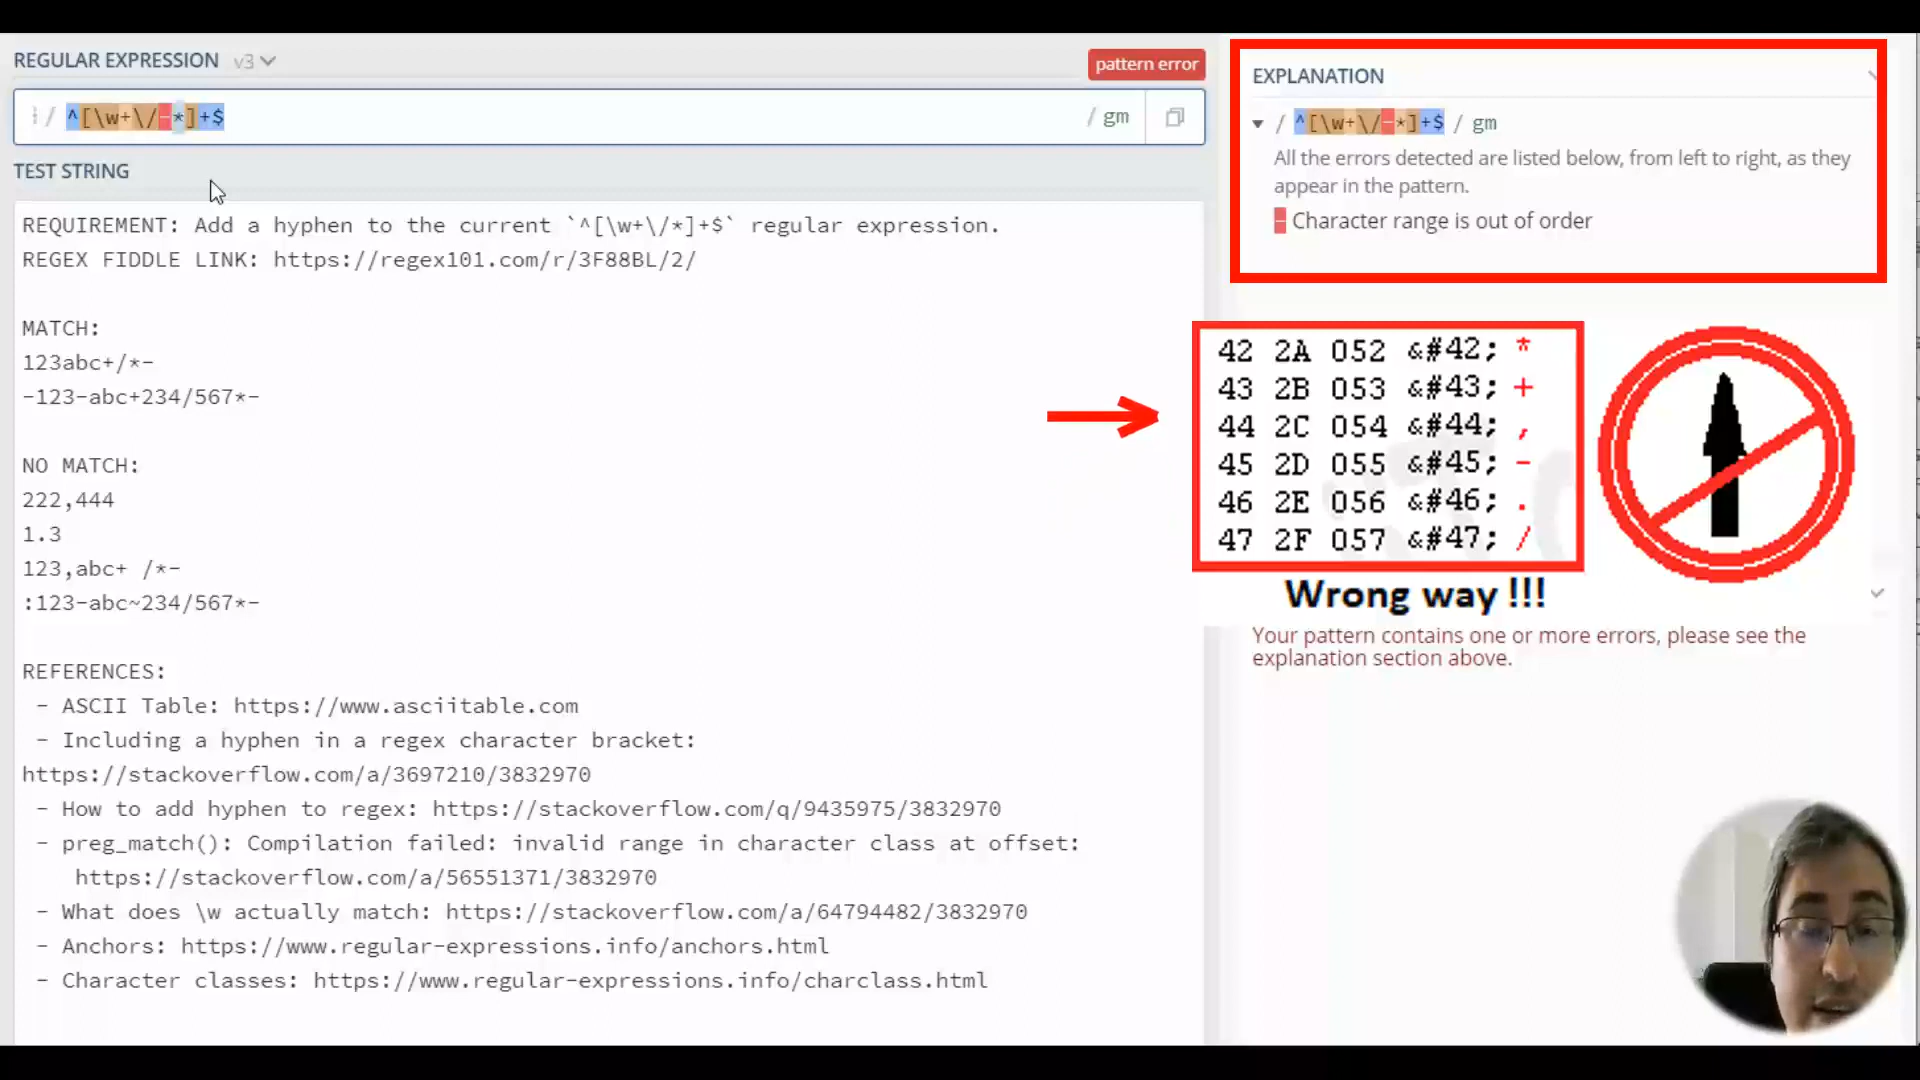 REGULAR EXPRESSION v3
pattern error
/ ^[\w+\/-*]+$ / gm
TEST STRING
REQUIREMENT: Add a hyphen to the current `^[\w+\/*]+$` regular expression.
REGEX FIDDLE LINK: https://regex101.com/r/3F88BL/2/
MATCH:
123abc+/*-
-123-abc+234/567*-
NO MATCH:
222,444
1.3
123,abc+ /*-
:123-abc~234/567*-
REFERENCES:
- ASCII Table: https://www.asciitable.com
- Including a hyphen in a regex character bracket:
https://stackoverflow.com/a/3697210/3832970
- How to add hyphen to regex: https://stackoverflow.com/q/9435975/3832970
- preg_match(): Compilation failed: invalid range in character class at offset:
https://stackoverflow.com/a/56551371/3832970
- What does \w actually match: https://stackoverflow.com/a/64794482/3832970
- Anchors: https://www.regular-expressions.info/anchors.html
- Character classes: https://www.regular-expressions.info/charclass.html
EXPLANATION
/ ^[\w+\/-*]+$ / gm
All the errors detected are listed below, from left to right, as they
appear in the pattern.
- Character range is out of order
42 2A 052 &#42; *
43 2B 053 &#43; +
44 2C 054 &#44; ,
45 2D 055 &#45; -
46 2E 056 &#46; .
47 2F 057 &#47; /
Wrong way !!!
Your pattern contains one or more errors, please see the
explanation section above.